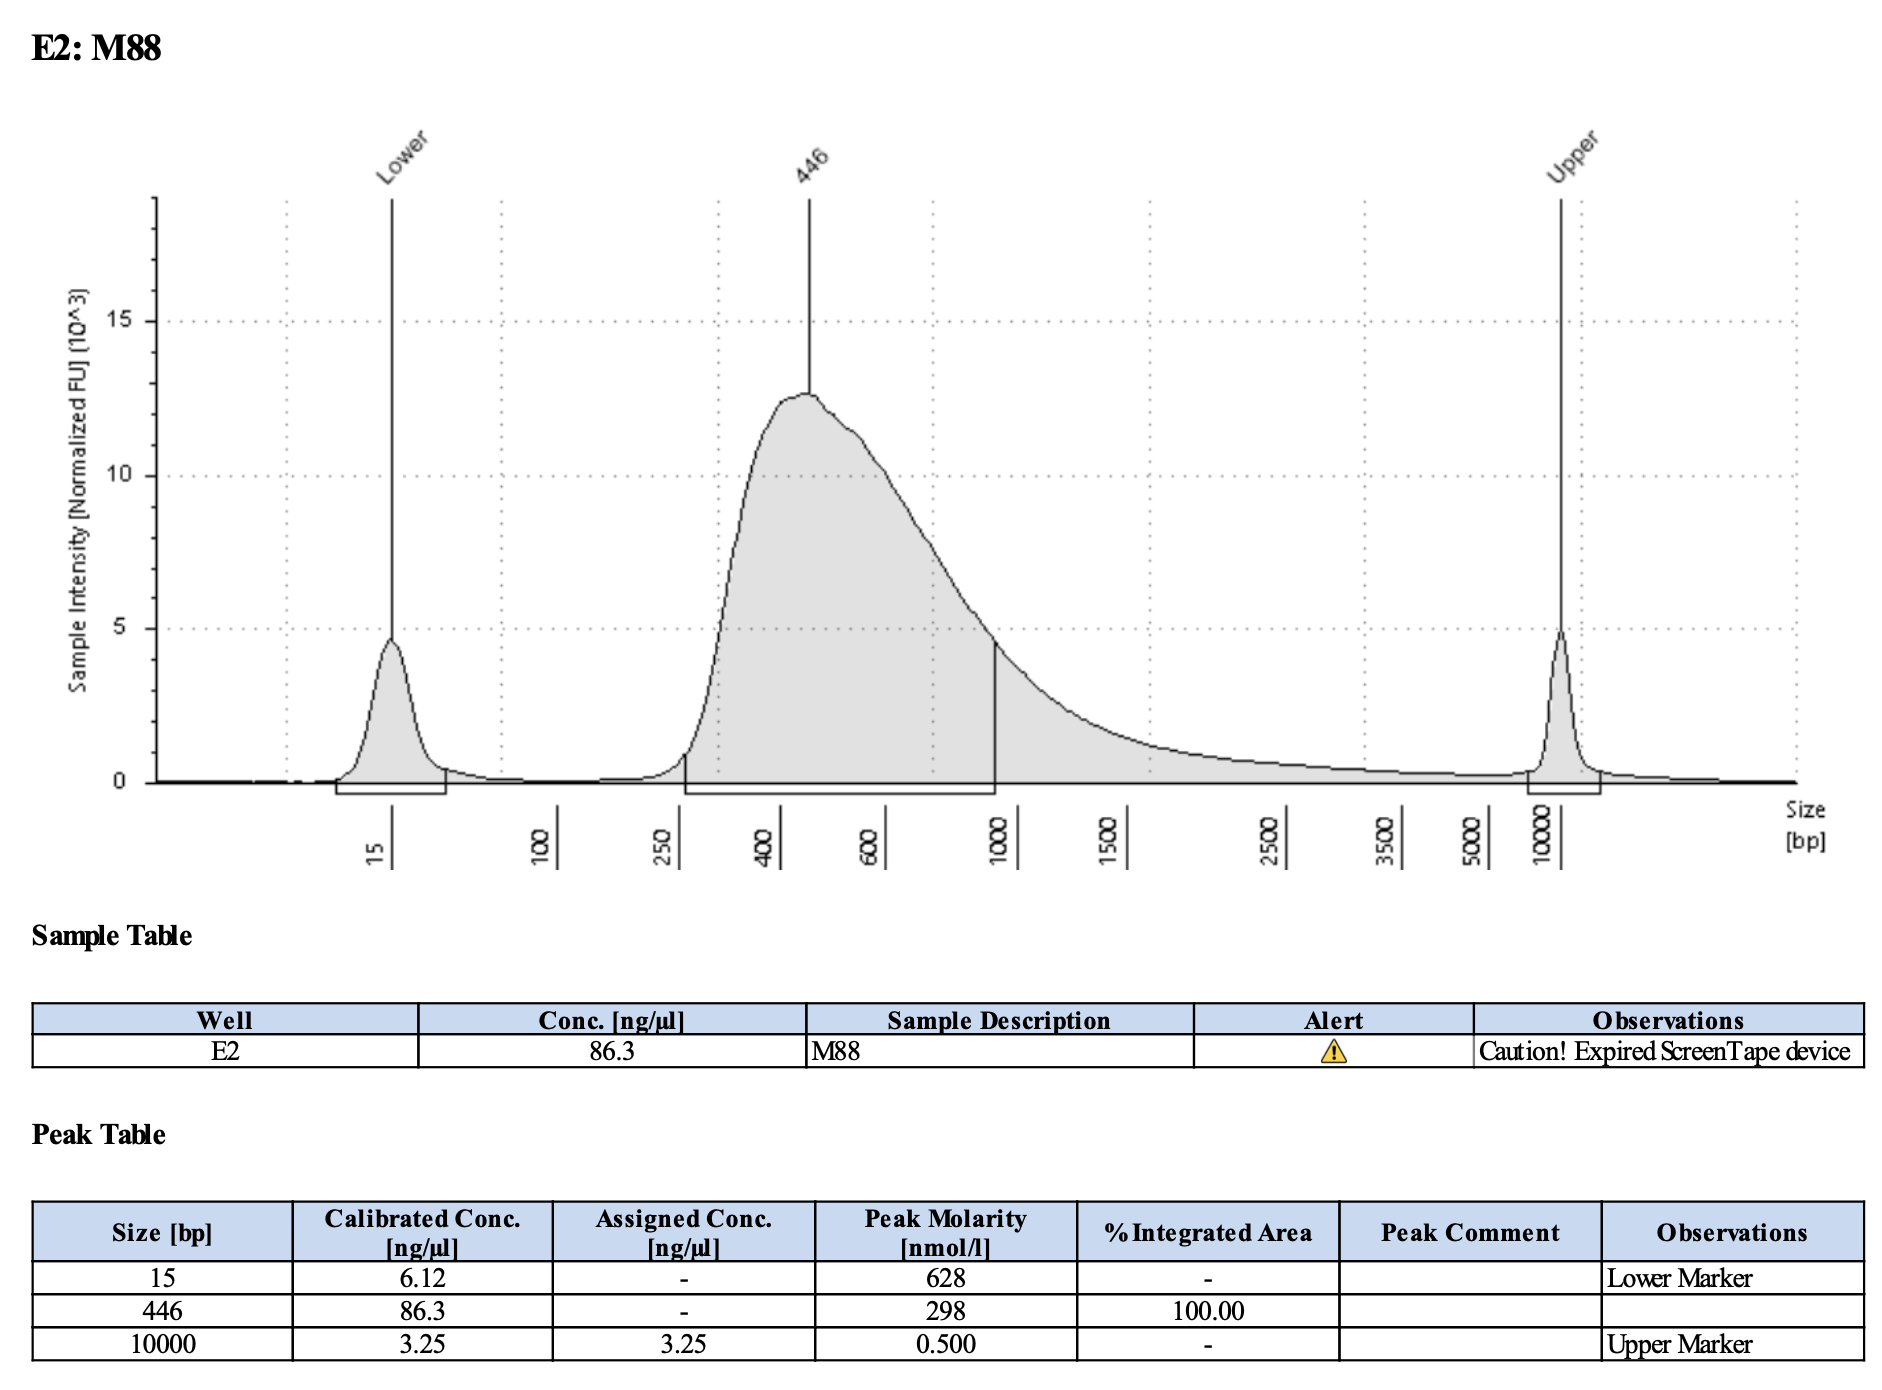 E2: M88
Lower
446
Upper
Sample Intensity [Normalized FU] (10^3)
15
10
5
0
15
100
250
400
600
1000
1500
2500
3500
5000
10000
Size
[bp]
Sample Table
Well Conc. [ng/µl] Sample Description Alert Observations
E2 86.3 M88 Caution! Expired ScreenTape device
Peak Table
Size [bp] Calibrated Conc. [ng/µl] Assigned Conc. [ng/µl] Peak Molarity [nmol/l] % Integrated Area Peak Comment Observations
15 6.12 - 628 - Lower Marker
446 86.3 - 298 100.00
10000 3.25 3.25 0.500 - Upper Marker